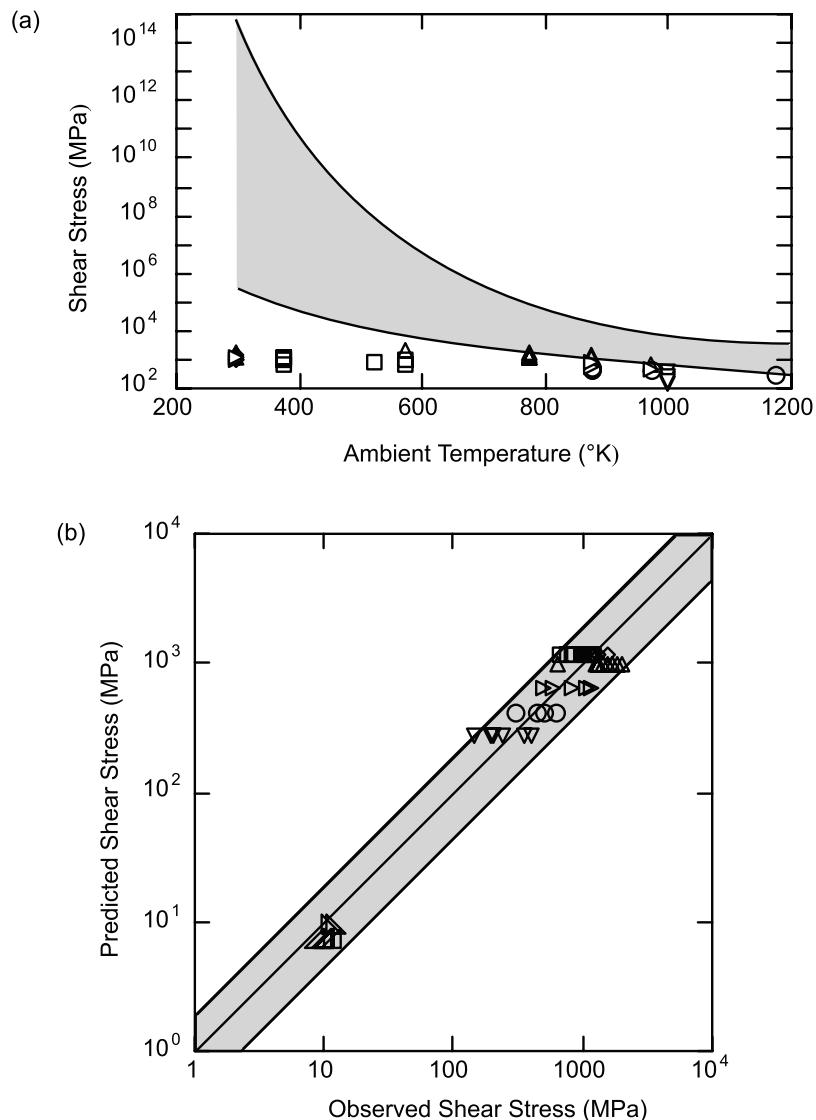 (a)
10^14
10^12
10^10
10^8
10^6
10^4
10^2
Shear Stress (MPa)
200 400 600 800 1000 1200
Ambient Temperature (°K)
(b)
10^4
10^3
10^2
10^1
10^0
Predicted Shear Stress (MPa)
1 10 100 1000 10^4
Observed Shear Stress (MPa)